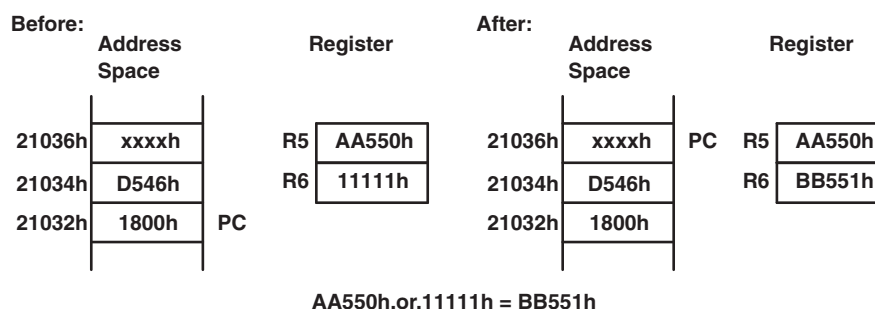 Before:
Address Space
Register
21036h xxxxh
21034h D546h
21032h 1800h PC
R5 AA550h
R6 11111h
After:
Address Space
Register
21036h xxxxh PC
21034h D546h
21032h 1800h
R5 AA550h
R6 BB551h
AA550h.or.11111h = BB551h